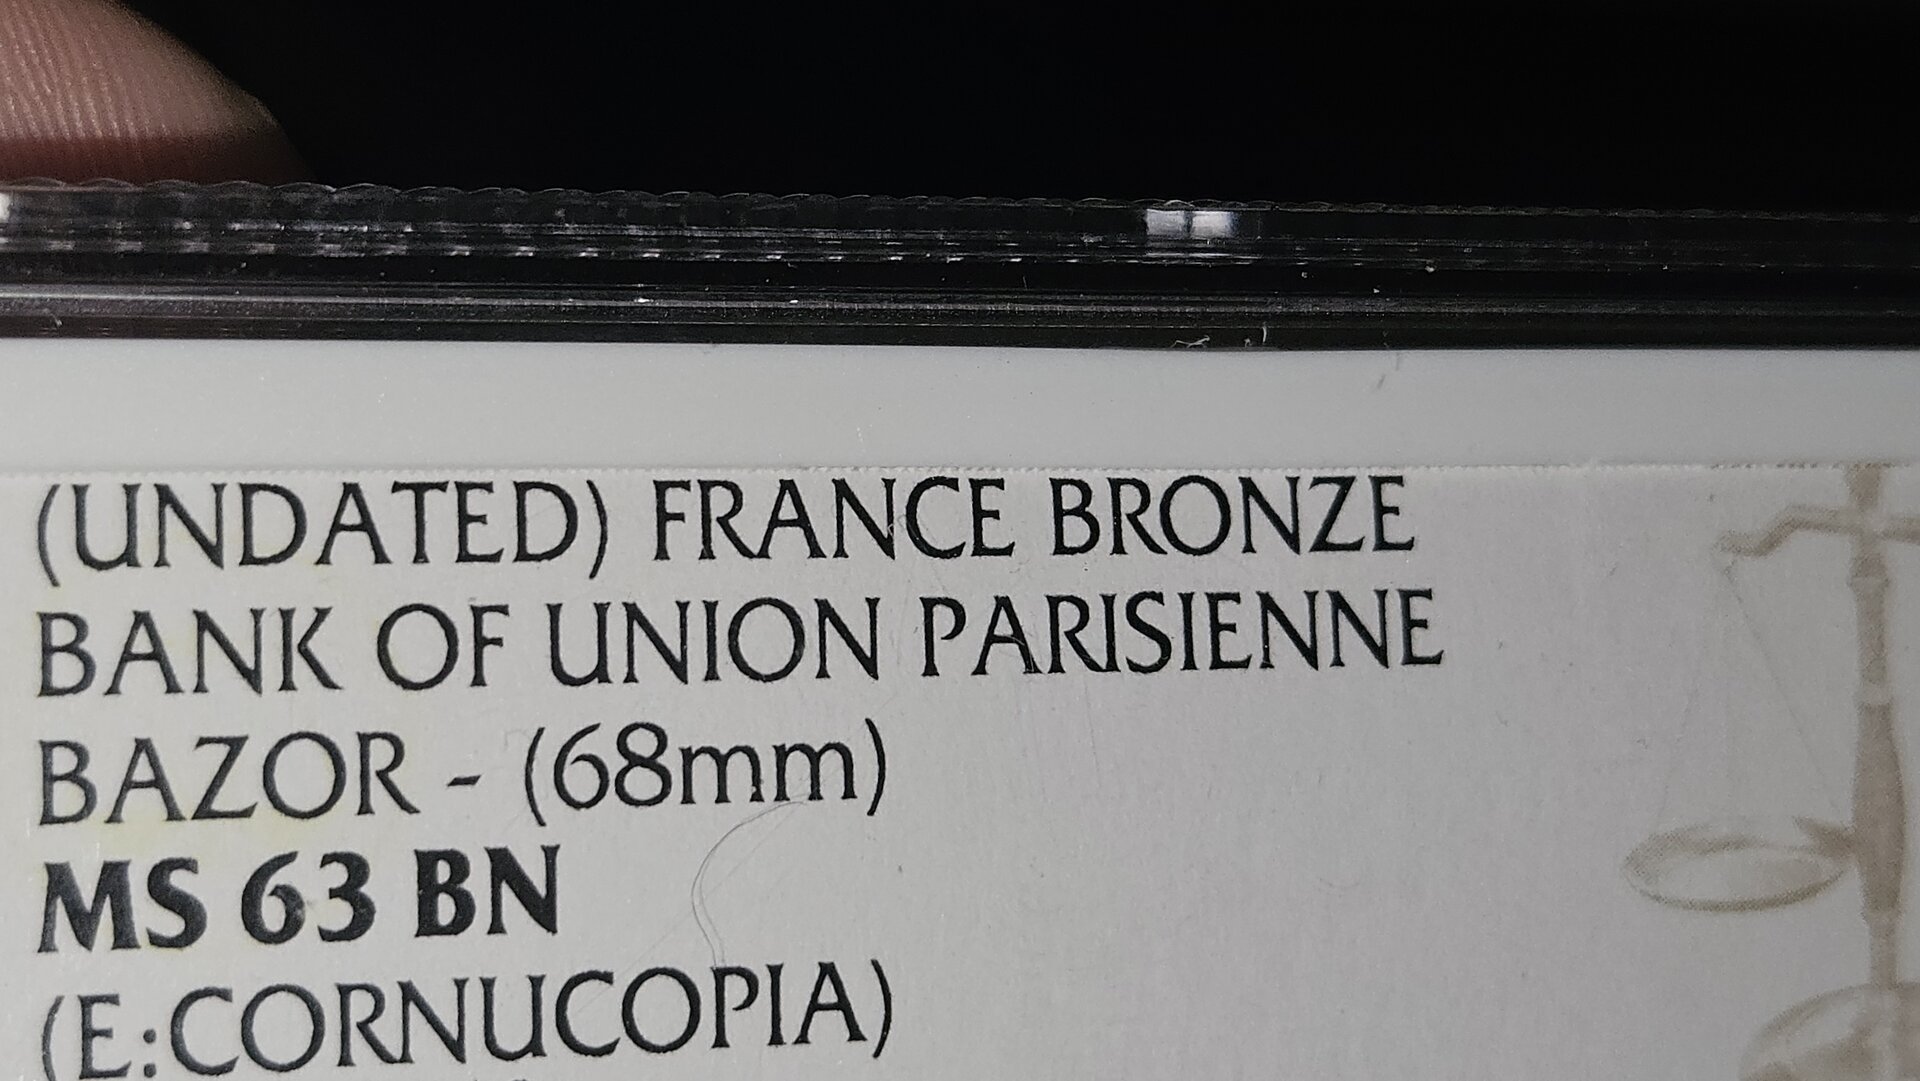 (UNDATED) FRANCE BRONZE
BANK OF UNION PARISIENNE
BAZOR - (68mm)
MS 63 BN
(E:CORNUCOPIA)